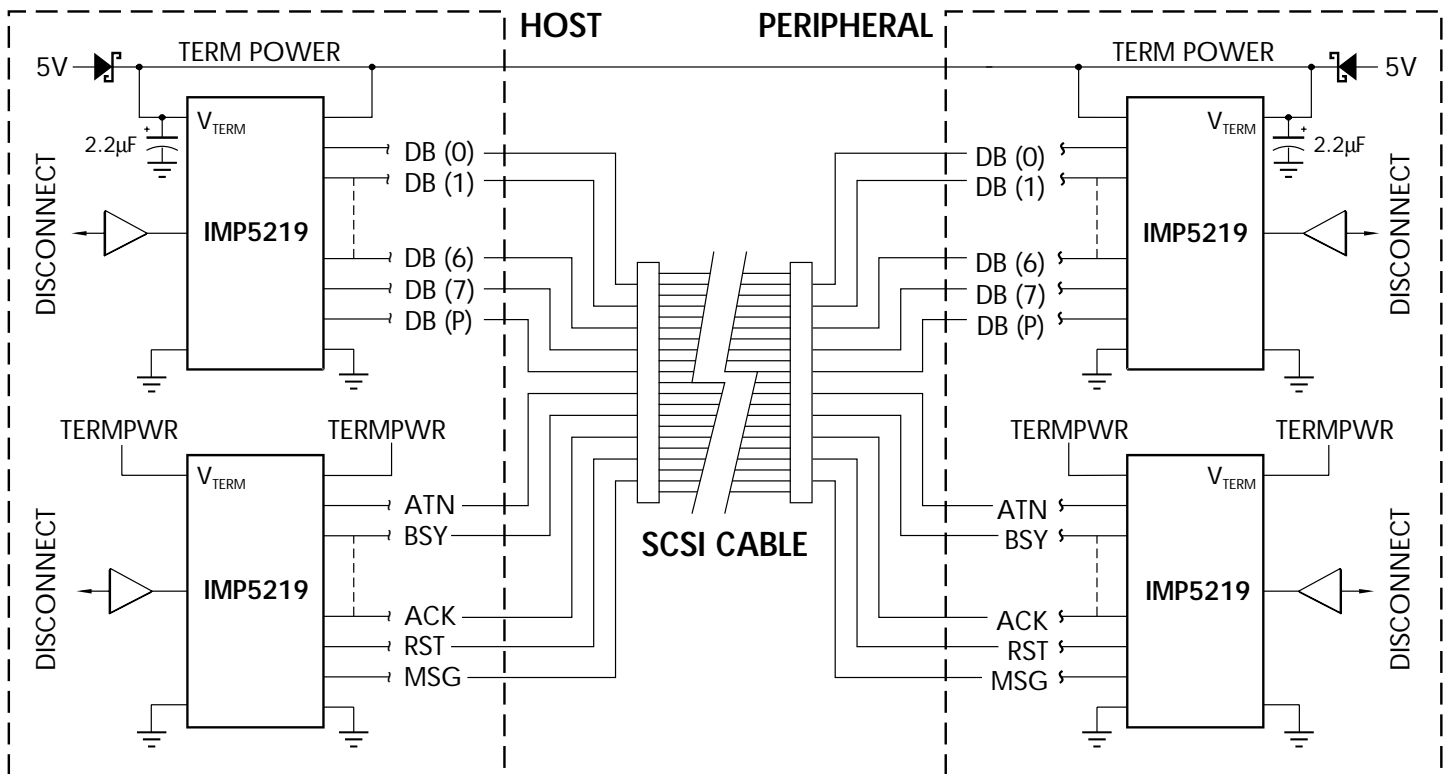 HOST
PERIPHERAL
5V
TERM POWER
TERM POWER
5V
VTERM
2.2µF
DB (0)
DB (1)
DISCONNECT
IMP5219
DB (6)
DB (7)
DB (P)
DB (0)
DB (1)
DB (6)
DB (7)
DB (P)
VTERM
2.2µF
IMP5219
DISCONNECT
TERMPWR
TERMPWR
VTERM
ATN
BSY
DISCONNECT
IMP5219
ACK
RST
MSG
SCSI CABLE
TERMPWR
TERMPWR
VTERM
ATN
BSY
IMP5219
DISCONNECT
ACK
RST
MSG